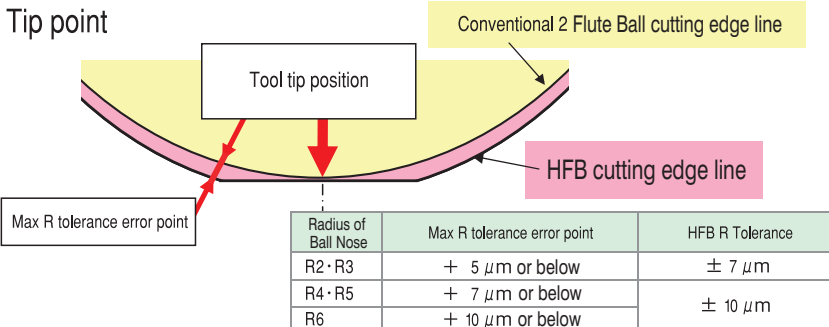 Tip point
Conventional 2 Flute Ball cutting edge line
Tool tip position
HFB cutting edge line
Max R tolerance error point
Radius of
Ball Nose
Max R tolerance error point
HFB R Tolerance
R2・R3
+ 5 μm or below
± 7 μm
R4・R5
+ 7 μm or below
± 10 μm
R6
+ 10 μm or below